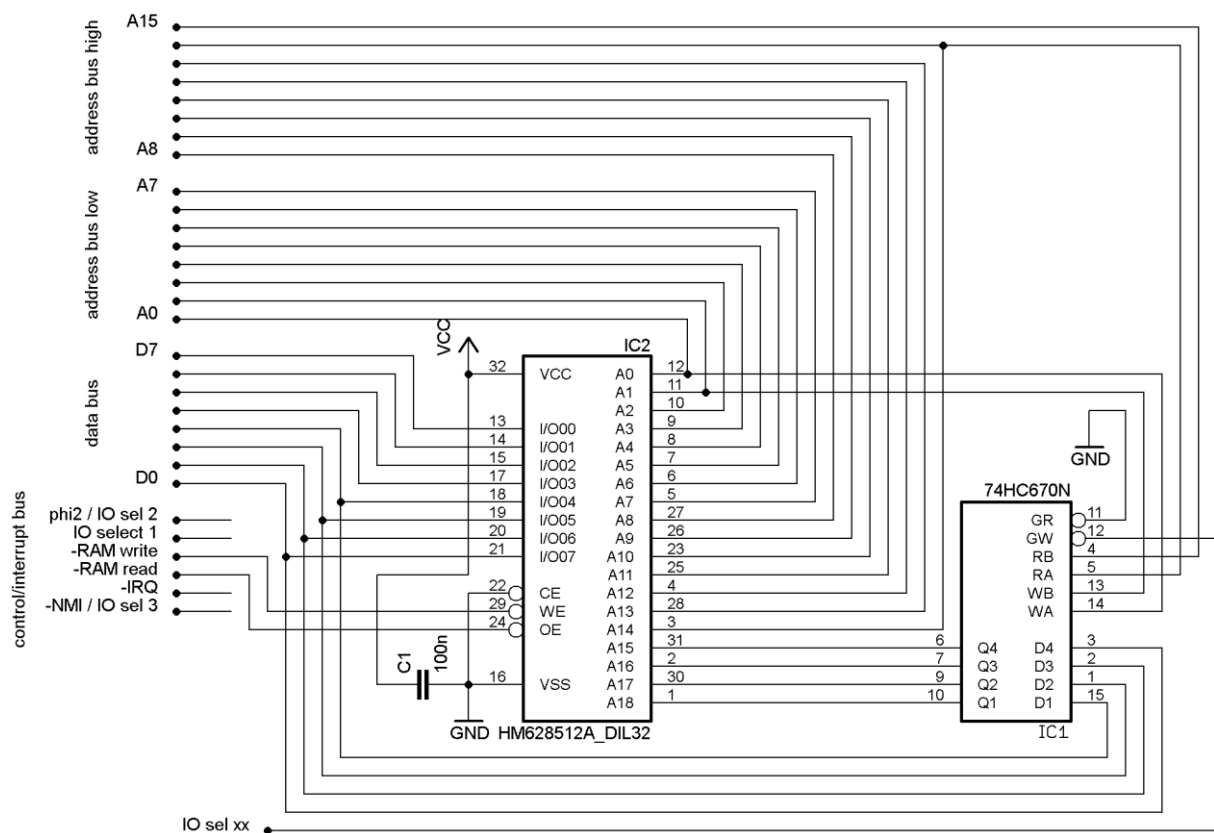 address bus high
A15
A8
address bus low
A7
A0
data bus
D7
D0
control/interrupt bus
phi2 / IO sel 2
IO select 1
-RAM write
-RAM read
-IRQ
-NMI / IO sel 3
IO sel xx
VCC
IC2
32 VCC A0 12
A1 11
A2 10
13 I/O00 A3 9
14 I/O01 A4 8
15 I/O02 A5 7
17 I/O03 A6 6
18 I/O04 A7 5
19 I/O05 A8 27
20 I/O06 A9 26
21 I/O07 A10 23
A11 25
22 CE A12 4
29 WE A13 28
24 OE A14 3
A15 31
A16 2
16 VSS A17 30
A18 1
C1
100n
GND
HM628512A_DIL32
GND
74HC670N
GR 11
GW 12
RB 4
RA 5
WB 13
WA 14
6 Q4 D4 3
7 Q3 D3 2
9 Q2 D2 1
10 Q1 D1 15
IC1